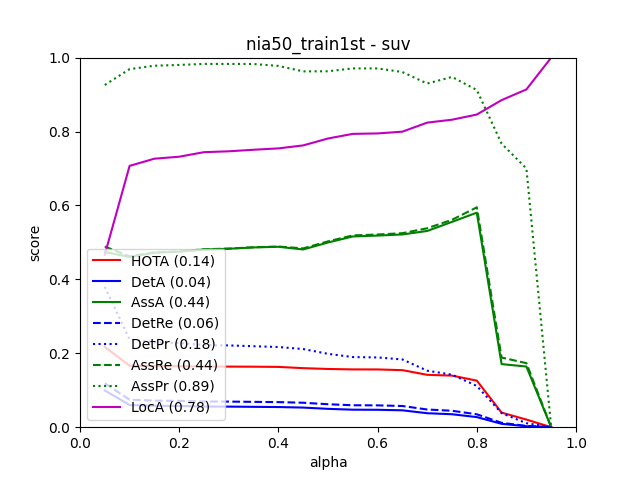 nia50_train1st - suv
1.0
0.8
0.6
0.4
0.2
0.0
score
HOTA (0.14)
DetA (0.04)
AssA (0.44)
DetRe (0.06)
DetPr (0.18)
AssRe (0.44)
AssPr (0.89)
LocA (0.78)
0.0 0.2 0.4 0.6 0.8 1.0
alpha